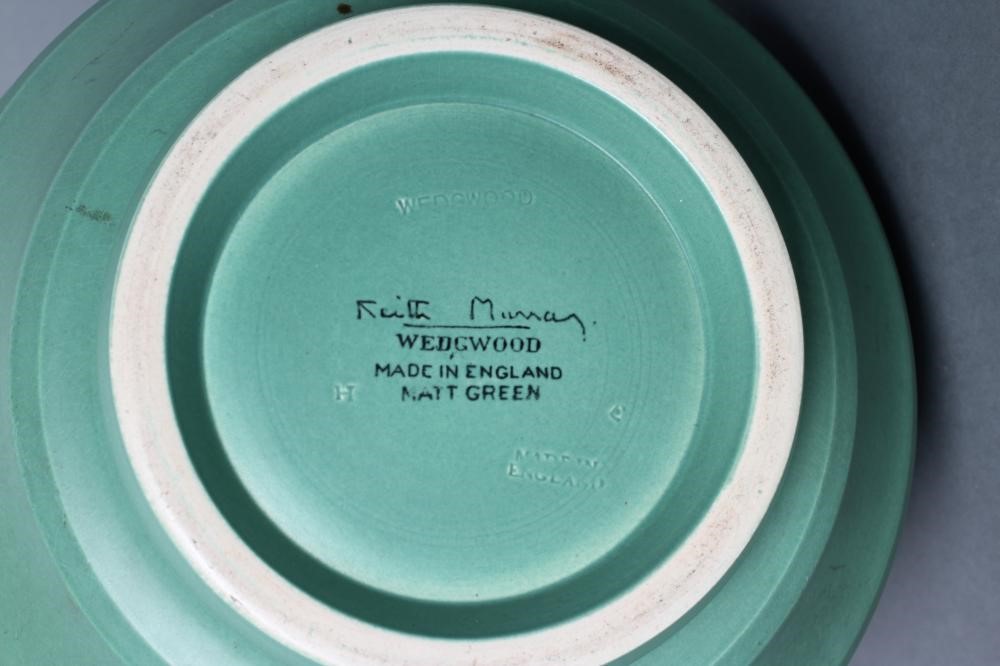 WEDGWOOD
Keith Murray
WEDGWOOD
MADE IN ENGLAND
MATT GREEN
H
MADE IN
ENGLAND